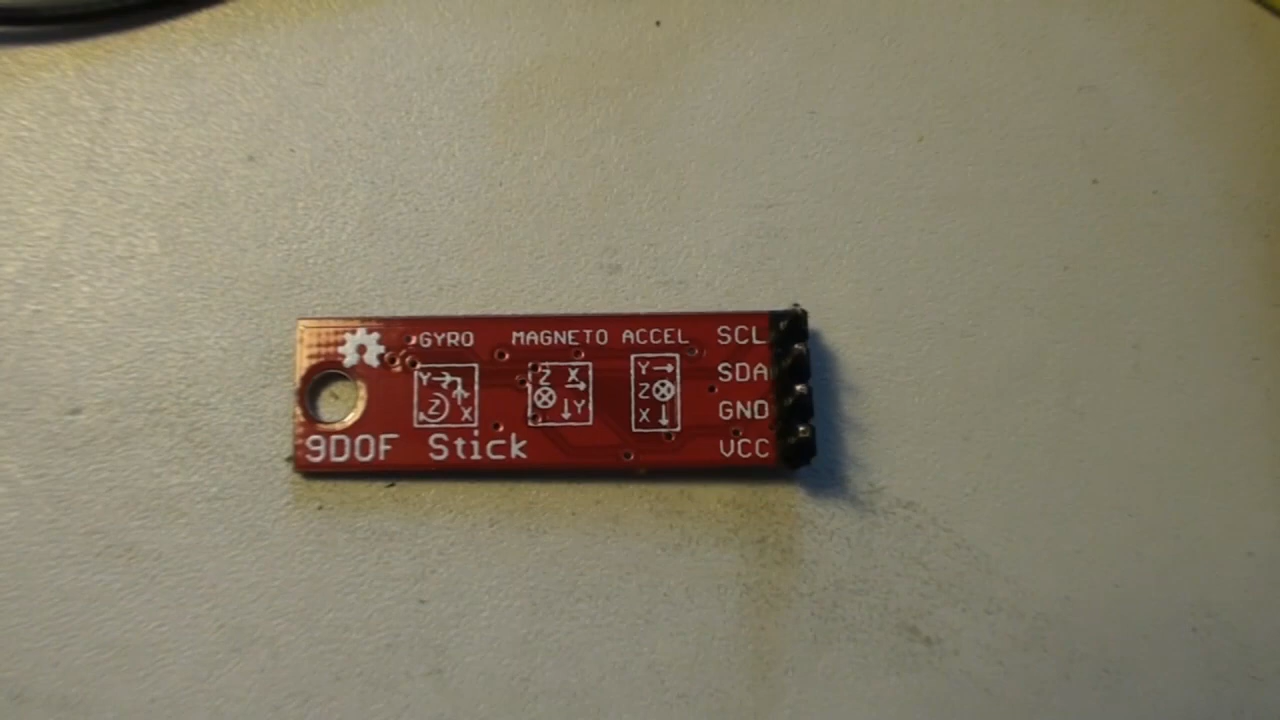 GYRO MAGNETO ACCEL SCL
Y Z X Y SDA
Z Z
Z X Y X GND
9DOF Stick VCC